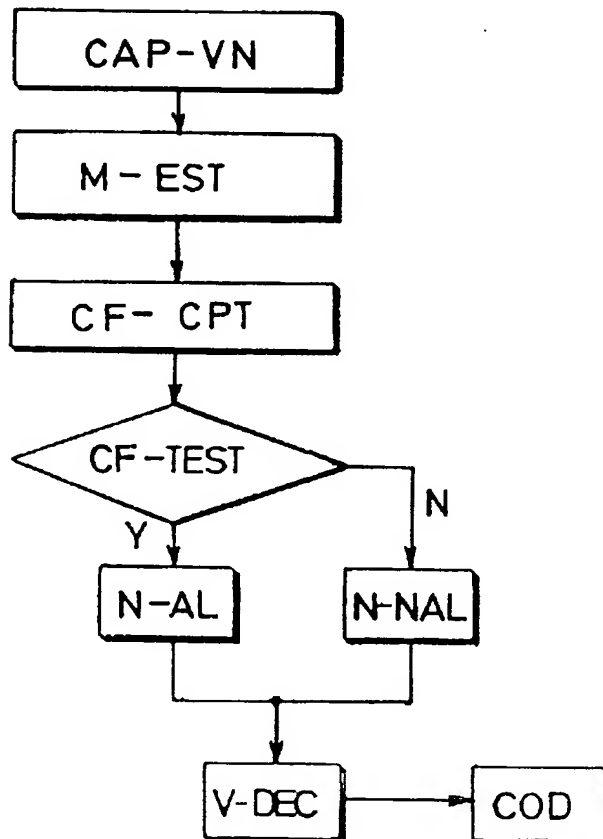 CAP-VN
M-EST
CF-CPT
CF-TEST
Y
N
N-AL
N-NAL
V-DEC
COD